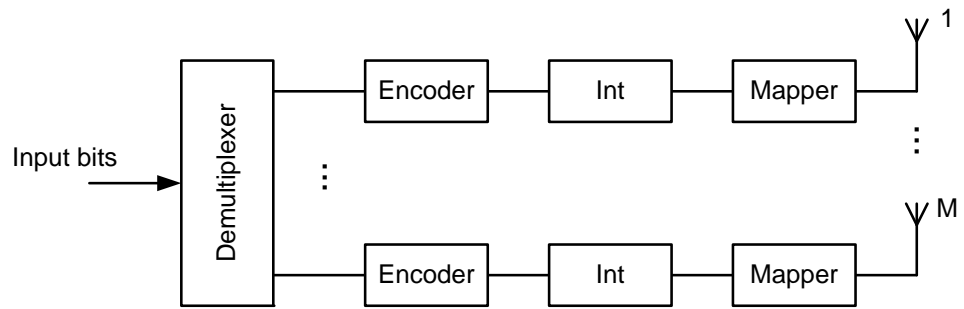 1
Encoder Int Mapper
Demultiplexer
Input bits
...
...
M
Encoder Int Mapper